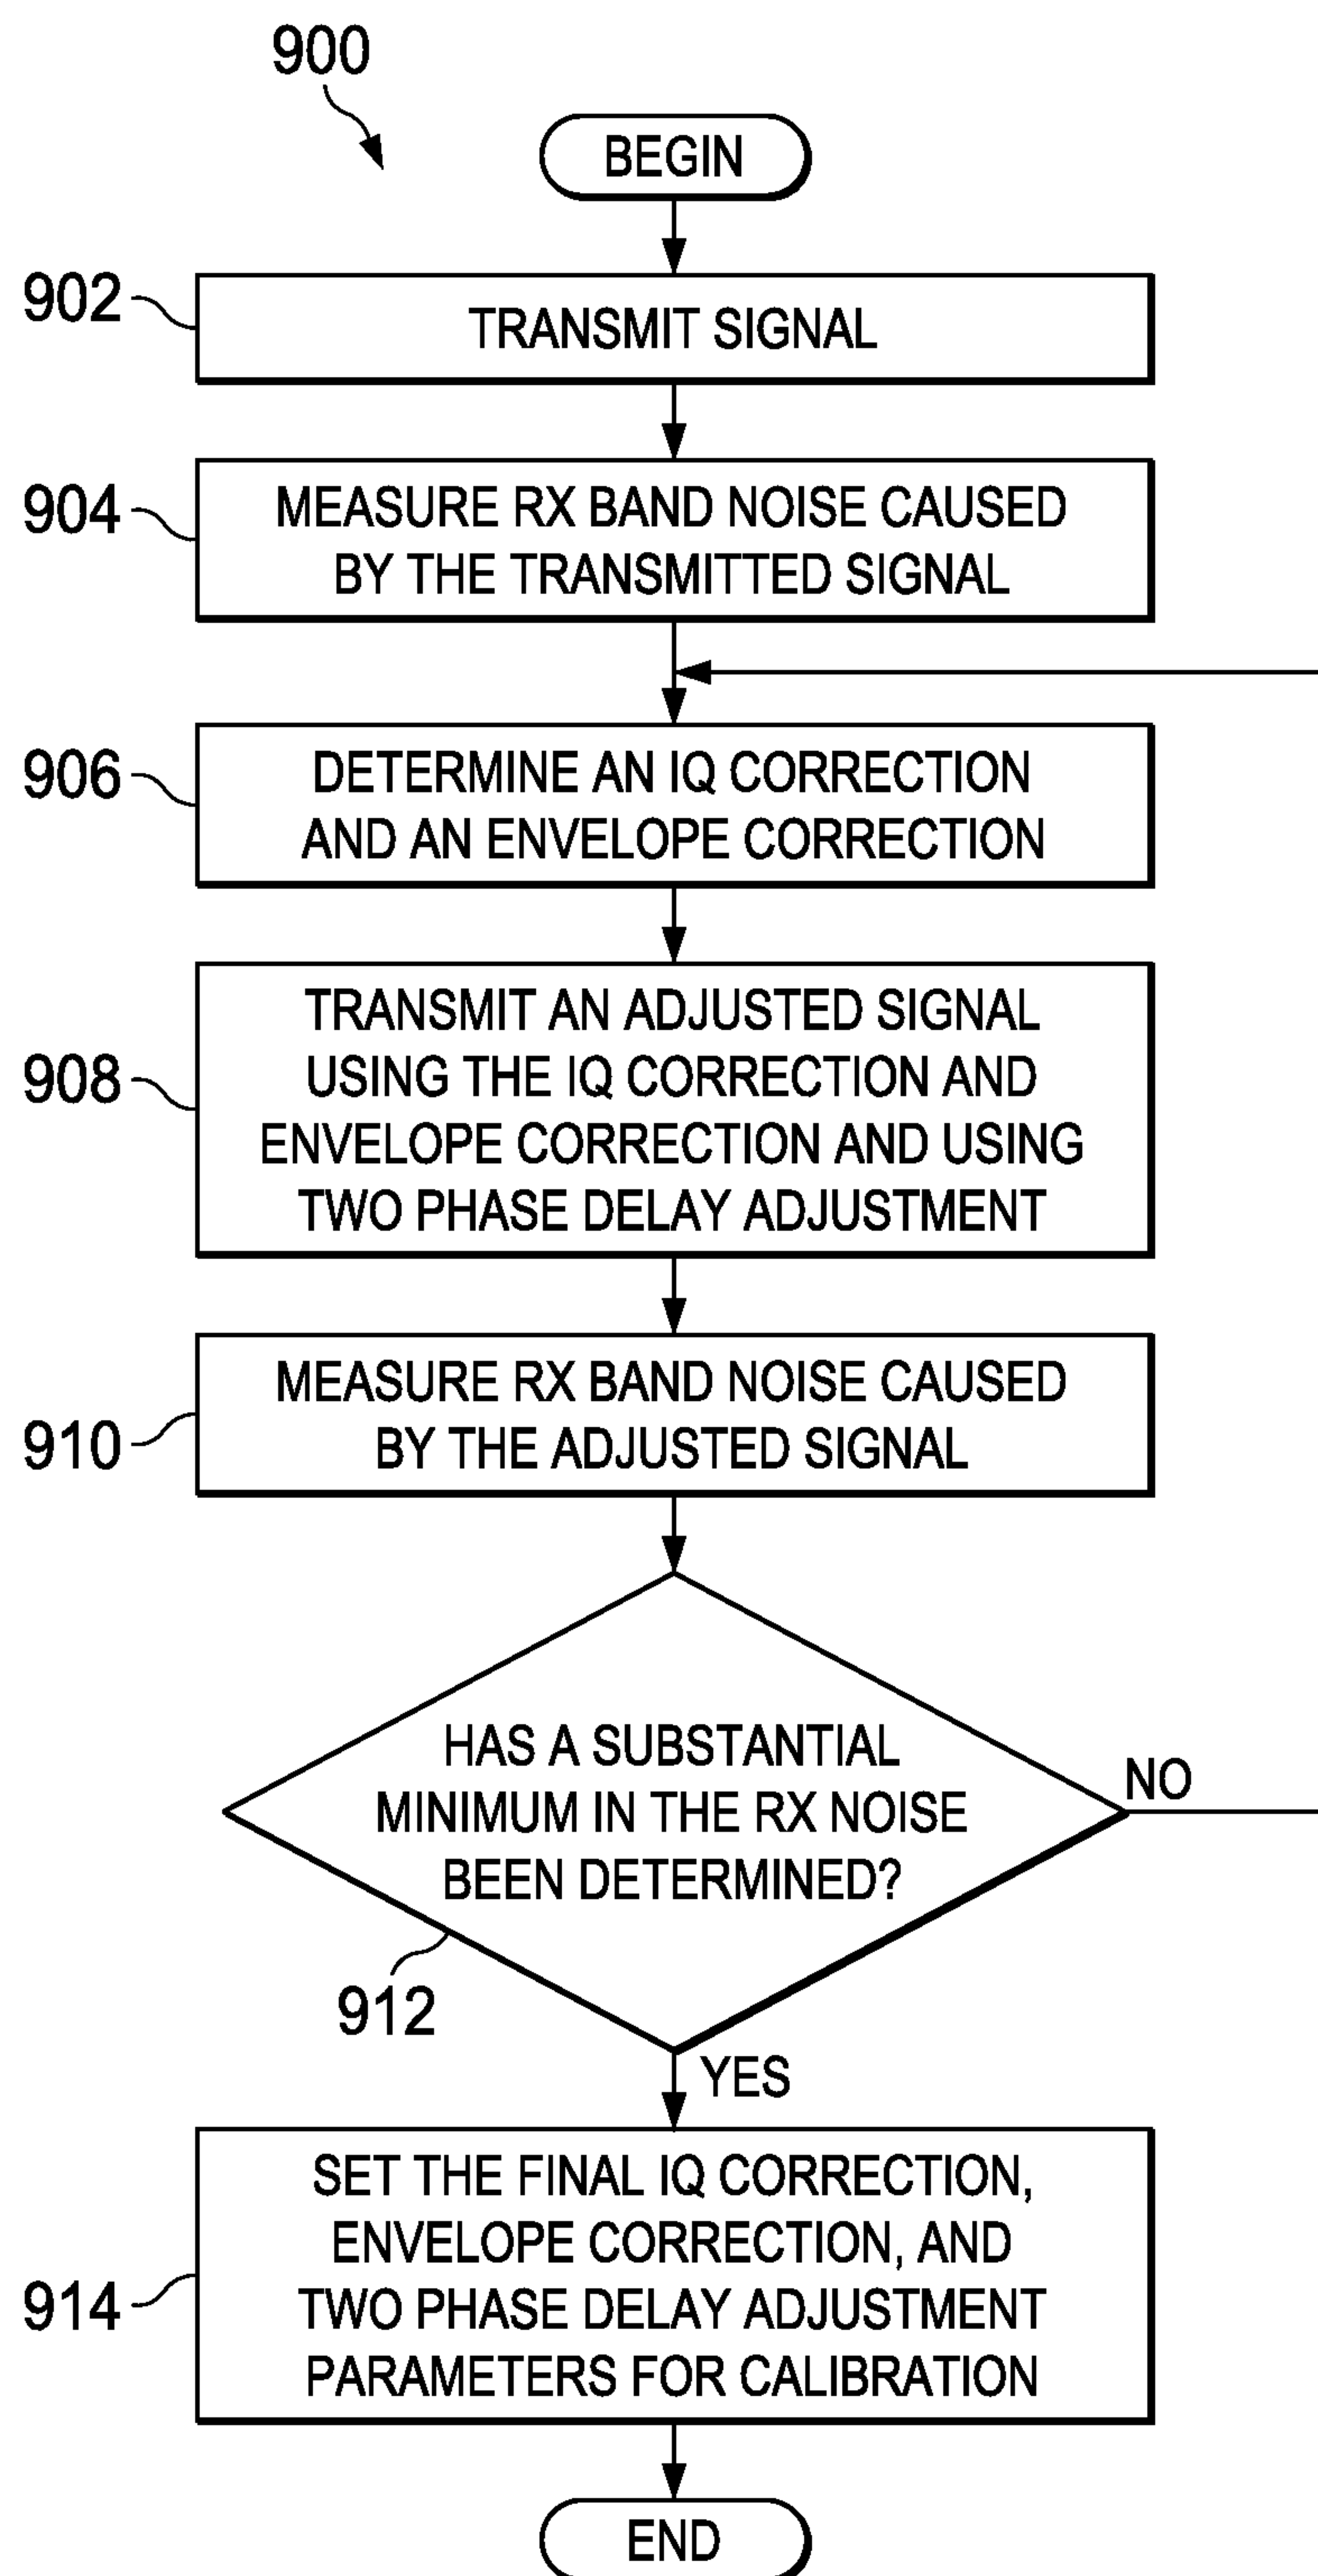 900
BEGIN
902
TRANSMIT SIGNAL
904
MEASURE RX BAND NOISE CAUSED
BY THE TRANSMITTED SIGNAL
906
DETERMINE AN IQ CORRECTION
AND AN ENVELOPE CORRECTION
908
TRANSMIT AN ADJUSTED SIGNAL
USING THE IQ CORRECTION AND
ENVELOPE CORRECTION AND USING
TWO PHASE DELAY ADJUSTMENT
910
MEASURE RX BAND NOISE CAUSED
BY THE ADJUSTED SIGNAL
HAS A SUBSTANTIAL
MINIMUM IN THE RX NOISE
BEEN DETERMINED?
NO
912
YES
914
SET THE FINAL IQ CORRECTION,
ENVELOPE CORRECTION, AND
TWO PHASE DELAY ADJUSTMENT
PARAMETERS FOR CALIBRATION
END